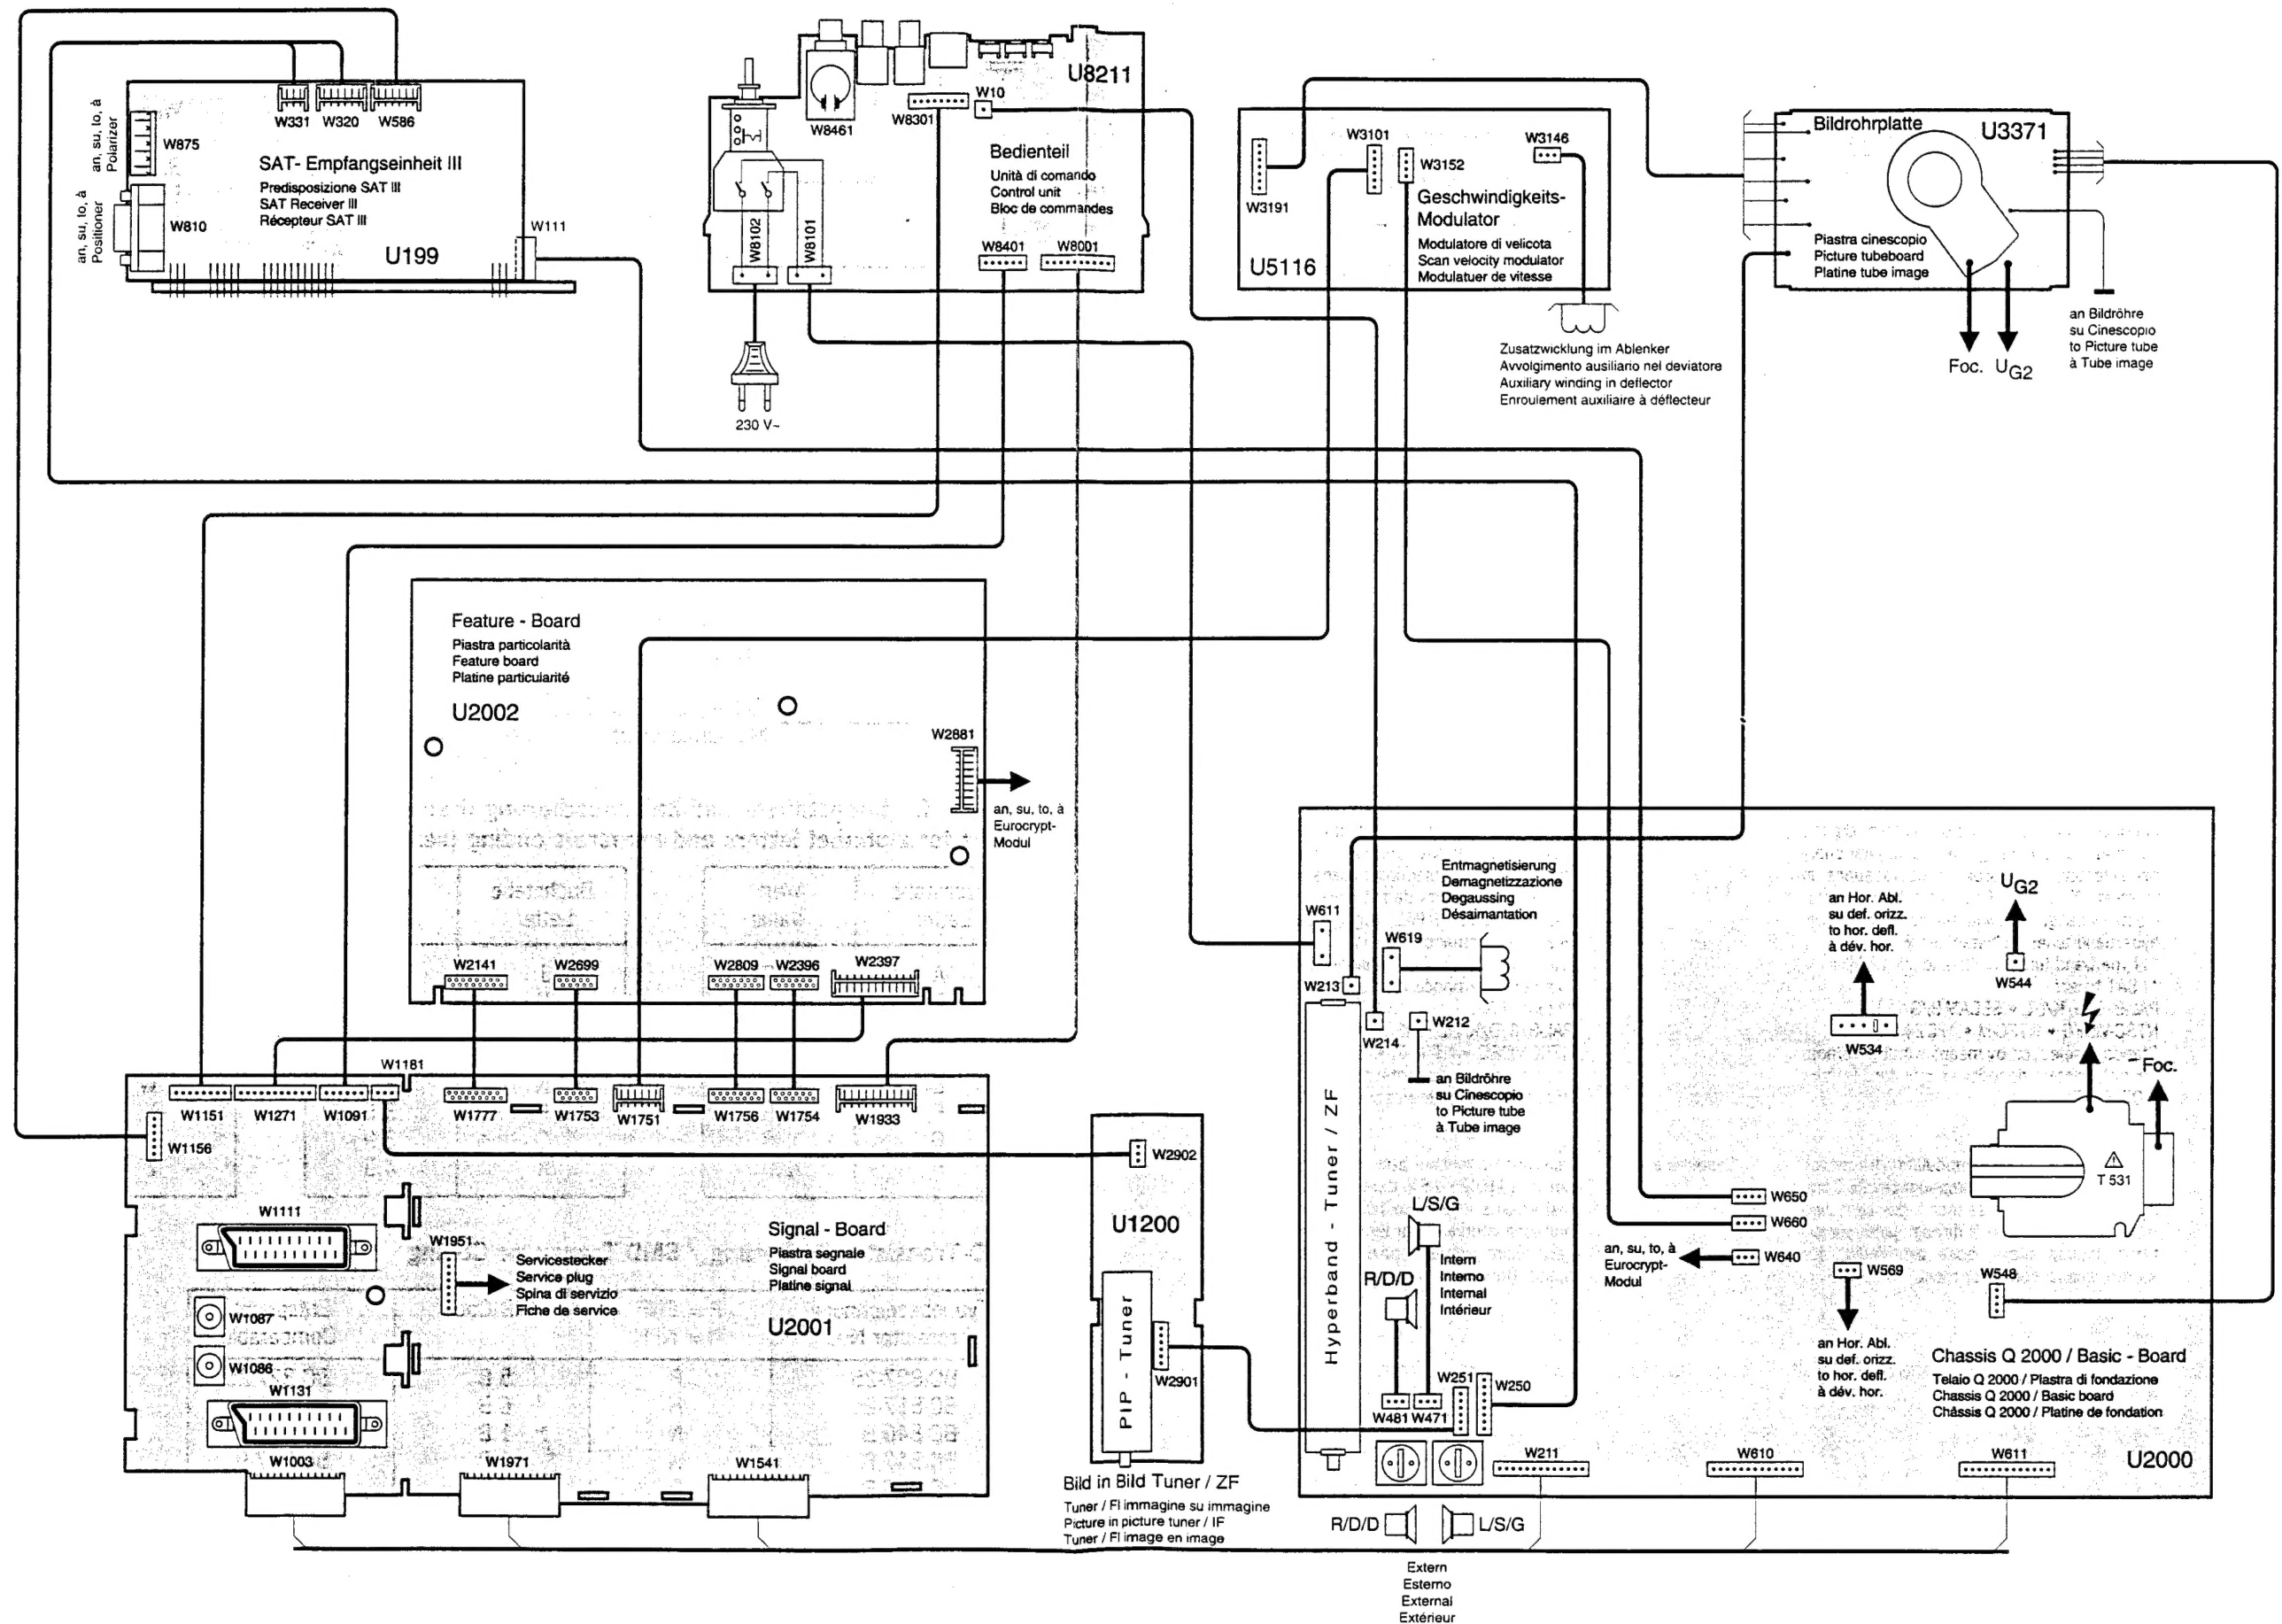 W331 W320 W586
an, su, to, à
Polarizer
W875
SAT- Empfangseinheit III
Predisposizione SAT III
SAT Receiver III
Récepteur SAT III
an, su, to, à
Positioner
W810
U199
W111
U8211
W8461
W8301
W10
Bedienteil
Unità di comando
Control unit
Bloc de commandes
W8102
W8101
W8401
W8001
230 V~
W3191
W3101
W3152
W3146
Geschwindigkeits-
Modulator
Modulatore di velicota
Scan velocity modulator
Modulatuer de vitesse
U5116
Zusatzwicklung im Ablenker
Avvolgimento ausiliario nel deviatore
Auxiliary winding in deflector
Enroulement auxiliaire à déflecteur
Bildrohrplatte
U3371
Piastra cinescopio
Picture tubeboard
Platine tube image
Foc. UG2
an Bildröhre
su Cinescopio
to Picture tube
à Tube image
Feature - Board
Piastra particolarità
Feature board
Platine particularité
U2002
W2881
an, su, to, à
Eurocrypt-
Modul
W2141
W2699
W2809
W2396
W2397
W1181
W1151
W1271
W1091
W1777
W1753
W1751
W1756
W1754
W1933
W1156
W1111
W1951
Servicestecker
Service plug
Spina di servizio
Fiche de service
Signal - Board
Piastra segnale
Signal board
Platine signal
U2001
W1087
W1086
W1131
W1003
W1971
W1541
W2902
U1200
PIP - Tuner
W2901
Bild in Bild Tuner / ZF
Tuner / FI immagine su immagine
Picture in picture tuner / IF
Tuner / FI image en image
Entmagnetisierung
Demagnetizzazione
Degaussing
Désaimantation
W611
W619
W213
W214
W212
an Bildröhre
su Cinescopio
to Picture tube
à Tube image
Hyperband - Tuner / ZF
L/S/G
R/D/D
Intern
Interno
Internal
Intérieur
W481 W471
W251
W250
an Hor. Abl.
su def. orizz.
to hor. defl.
à dév. hor.
W534
UG2
W544
Foc.
T 531
W650
W660
W640
an, su, to, à
Eurocrypt-
Modul
W569
W548
an Hor. Abl.
su def. orizz.
to hor. defl.
à dév. hor.
Chassis Q 2000 / Basic - Board
Telaio Q 2000 / Piastra di fondazione
Chassis Q 2000 / Basic board
Châssis Q 2000 / Platine de fondation
U2000
W211
W610
W611
R/D/D
L/S/G
Extern
Esterno
External
Extérieur